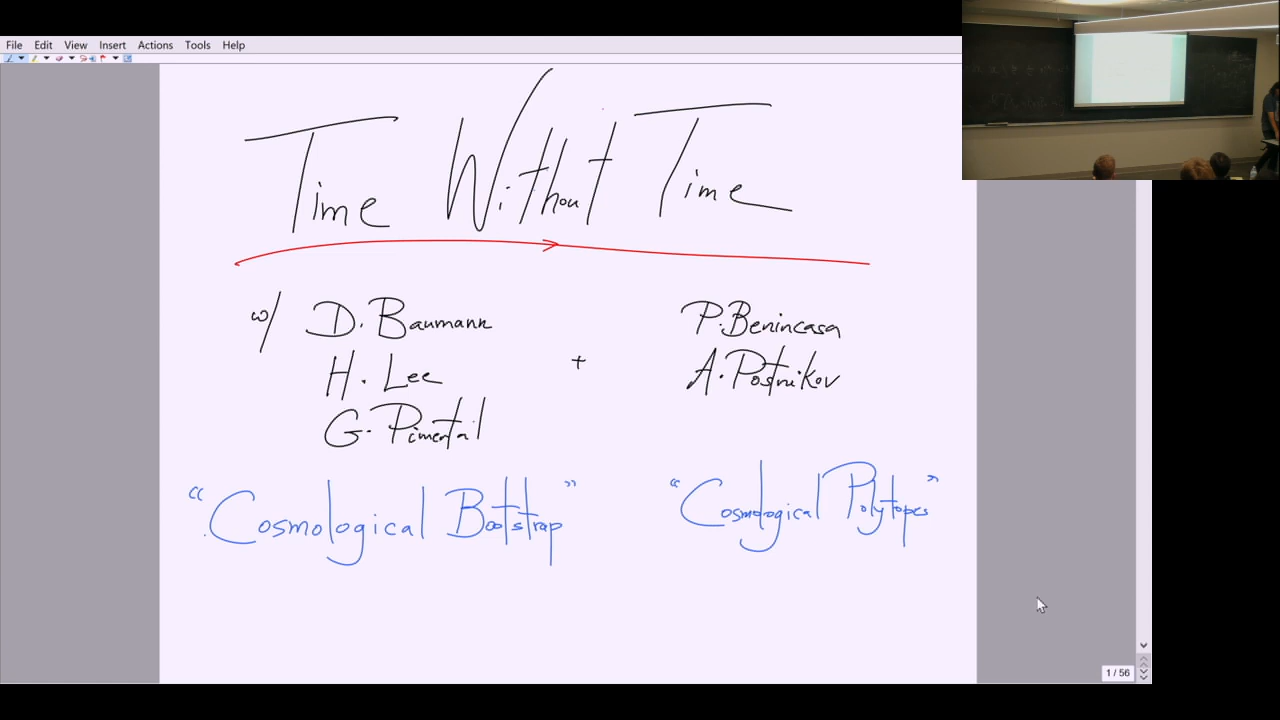 File Edit View Insert Actions Tools Help
Time Without Time
w/ D. Baumann
H. Lee
G. Pimentel
+
P. Benincasa
A. Postnikov
"Cosmological Bootstrap"
"Cosmological Polytopes"
1 / 56